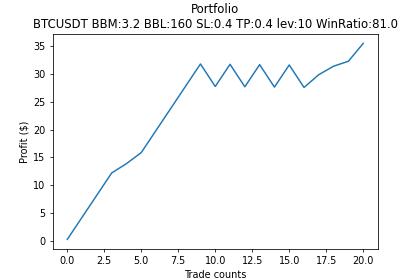 Portfolio
BTCUSDT BBM:3.2 BBL:160 SL:0.4 TP:0.4 lev:10 WinRatio:81.0
35
30
25
20
15
10
5
0
Profit ($)
0.0 2.5 5.0 7.5 10.0 12.5 15.0 17.5 20.0
Trade counts